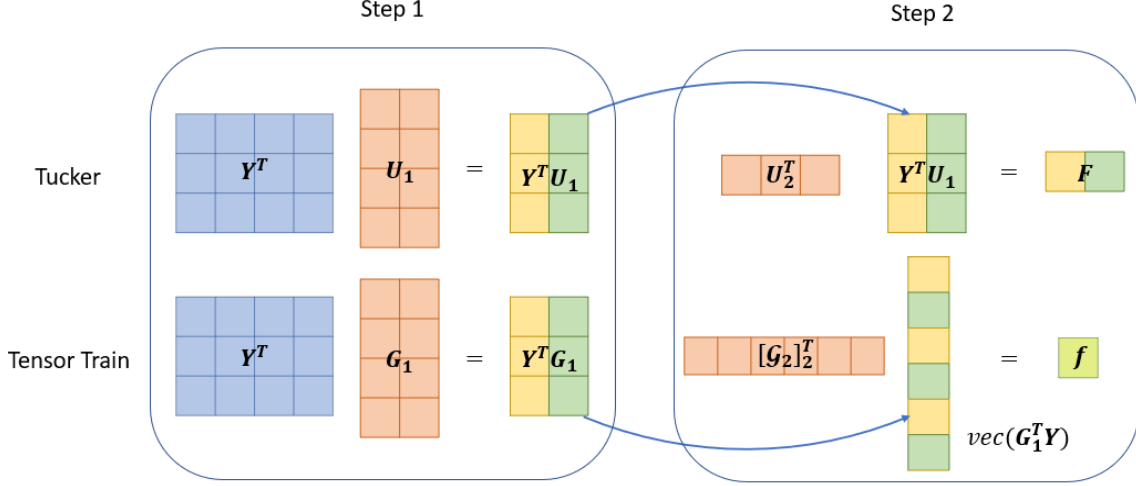 Step 1
Step 2
Tucker
Y^T
U_1
=
Y^T U_1
U_2^T
Y^T U_1
=
F
Tensor Train
Y^T
G_1
=
Y^T G_1
[𝒢_2]_2^T
=
f
vec(G_1^T Y)